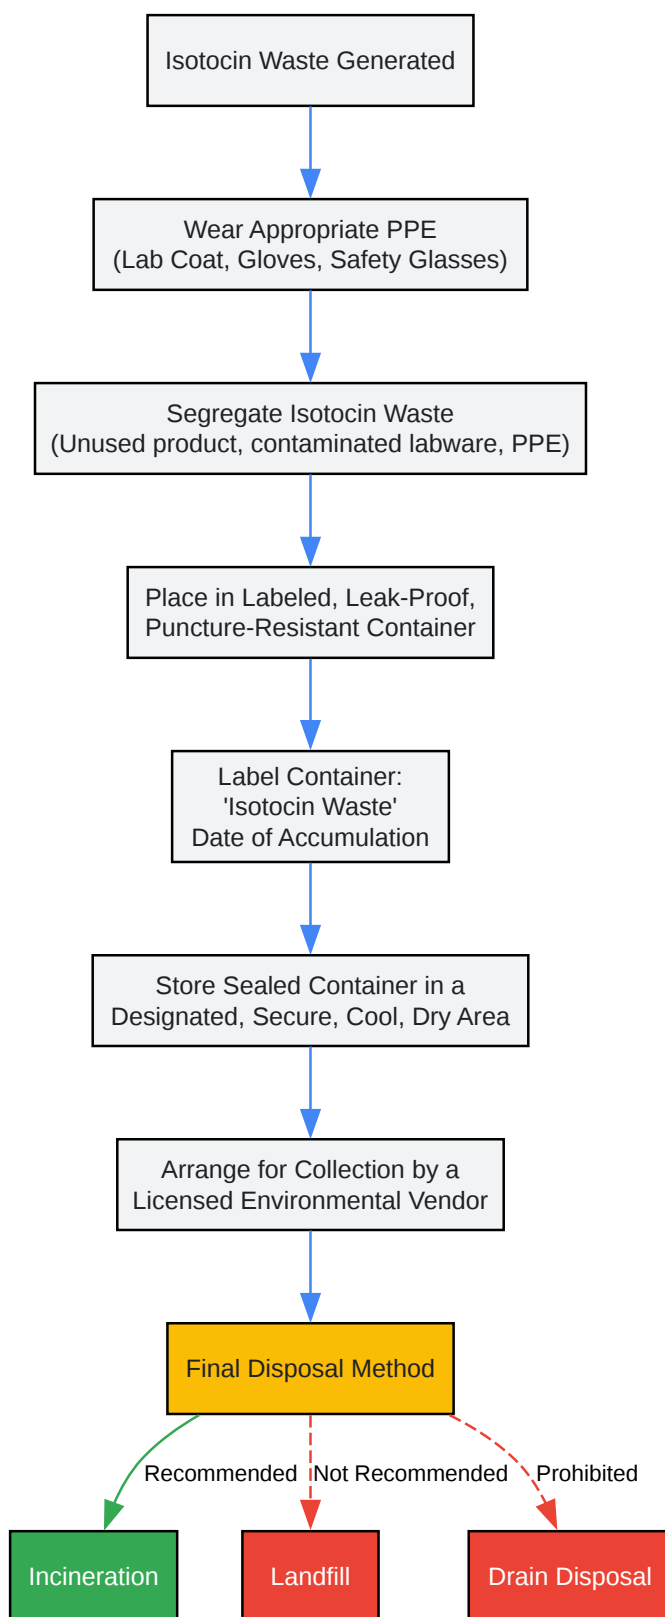 Isotocin Waste Generated
Wear Appropriate PPE
(Lab Coat, Gloves, Safety Glasses)
Segregate Isotocin Waste
(Unused product, contaminated labware, PPE)
Place in Labeled, Leak-Proof,
Puncture-Resistant Container
Label Container:
'Isotocin Waste'
Date of Accumulation
Store Sealed Container in a
Designated, Secure, Cool, Dry Area
Arrange for Collection by a
Licensed Environmental Vendor
Final Disposal Method
Recommended
Not Recommended
Prohibited
Incineration
Landfill
Drain Disposal